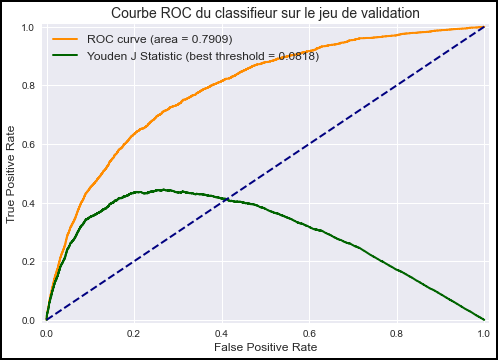 Courbe ROC du classifieur sur le jeu de validation
ROC curve (area = 0.7909)
Youden J Statistic (best threshold = 0.0818)
True Positive Rate
1.0
0.8
0.6
0.4
0.2
0.0
0.0 0.2 0.4 0.6 0.8 1.0
False Positive Rate